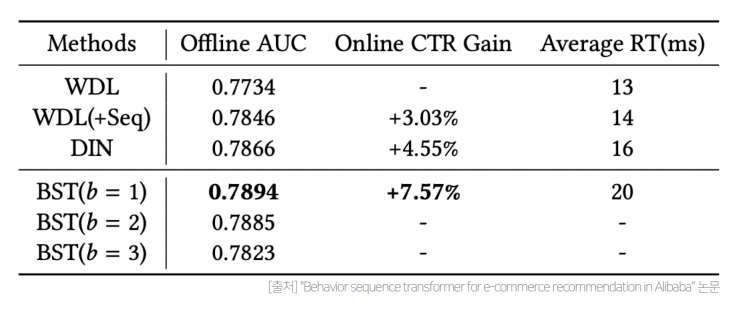 Methods Offline AUC Online CTR Gain Average RT(ms)
WDL 0.7734 - 13
WDL(+Seq) 0.7846 +3.03% 14
DIN 0.7866 +4.55% 16
BST(b = 1) 0.7894 +7.57% 20
BST(b = 2) 0.7885 - -
BST(b = 3) 0.7823 - -
[출처] "Behavior sequence transformer for e-commerce recommendation in Alibaba" 논문